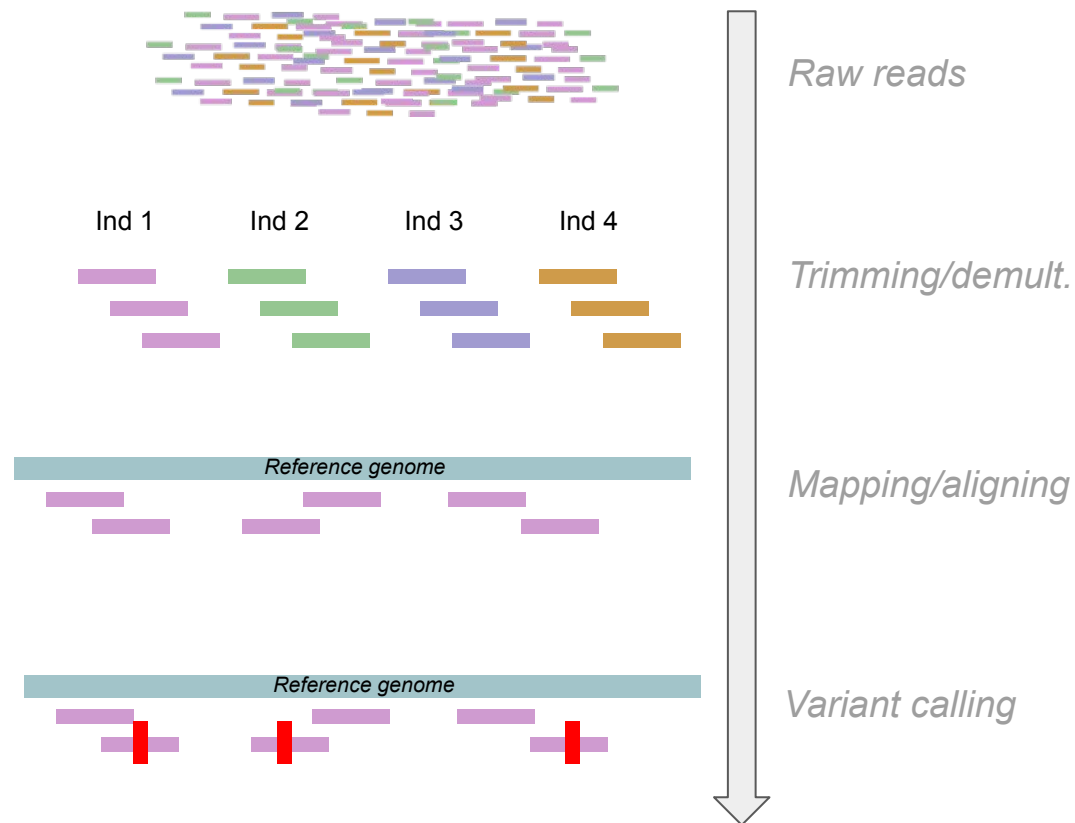 Raw reads
Ind 1 Ind 2 Ind 3 Ind 4
Trimming/demult.
Reference genome
Mapping/aligning
Reference genome
Variant calling